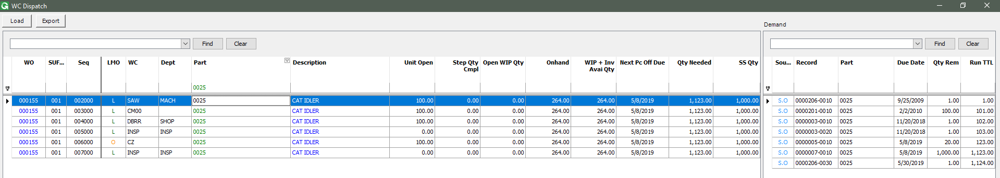 G WC Dispatch
Load Export
Demand
Find Clear Find Clear
WO SUF... Seq LMO WC Dept Part Description Unit Open Step Qty Cmpl Open WIP Qty Onhand WIP + Inv Avai Qty Next Pc Off Due Qty Needed SS Qty Sou... Record Part Due Date Qty Rem Run TTL
0025
000155 001 002000 L SAW MACH 0025 CAT IDLER 100.00 0.00 0.00 264.00 264.00 5/8/2019 1,123.00 1,000.00 S.O 0000206-0010 0025 9/25/2009 1.00 1.00
000155 001 003000 L CM00 0025 CAT IDLER 100.00 0.00 0.00 264.00 264.00 5/8/2019 1,123.00 1,000.00 S.O 0000201-0010 0025 2/2/2010 100.00 101.00
000155 001 004000 L DBRR SHOP 0025 CAT IDLER 100.00 0.00 0.00 264.00 264.00 5/8/2019 1,123.00 1,000.00 S.O 0000003-0010 0025 11/20/2018 1.00 102.00
000155 001 005000 L INSP INSP 0025 CAT IDLER 0.00 0.00 0.00 264.00 264.00 5/8/2019 1,123.00 1,000.00 S.O 0000003-0020 0025 11/20/2018 1.00 103.00
000155 001 006000 O CZ 0025 CAT IDLER 100.00 0.00 0.00 264.00 264.00 5/8/2019 1,123.00 1,000.00 S.O 0000005-0010 0025 5/8/2019 20.00 123.00
000155 001 007000 L INSP INSP 0025 CAT IDLER 0.00 0.00 0.00 264.00 264.00 5/8/2019 1,123.00 1,000.00 S.O 0000007-0010 0025 5/8/2019 1,000.00 1,123.00
S.O 0000206-0030 0025 5/30/2019 1.00 1,124.00